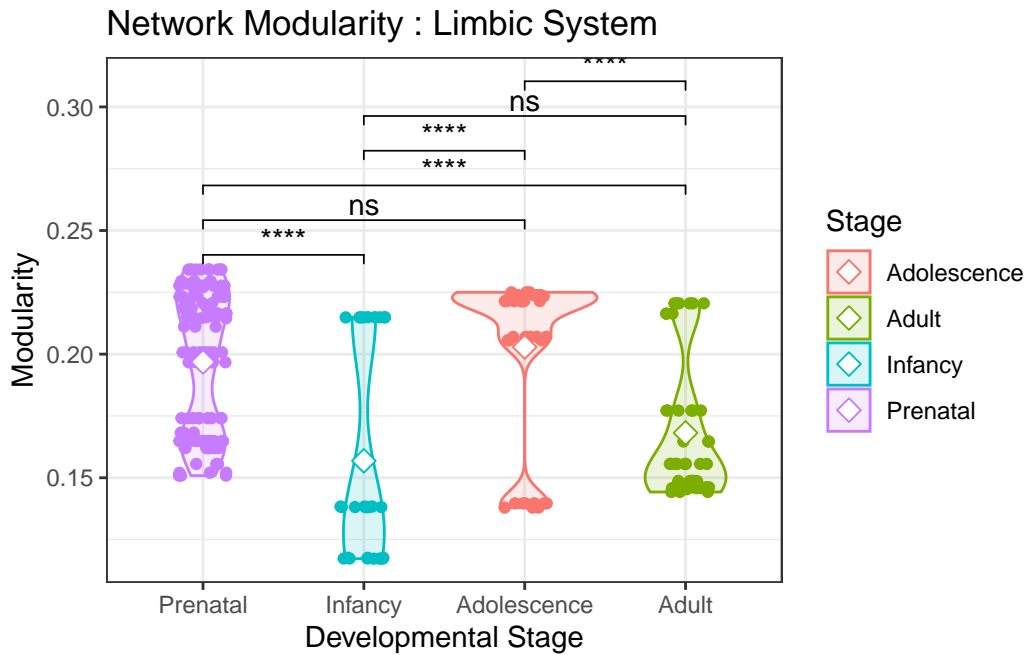 Network Modularity : Limbic System
****
0.30
ns
****
****
0.25
ns
****
0.20
0.15
Modularity
Prenatal
Infancy
Adolescence
Adult
Developmental Stage
Stage
Adolescence
Adult
Infancy
Prenatal